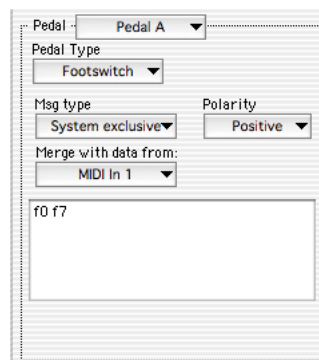 Pedal Pedal A
Pedal Type
Footswitch
Msg type Polarity
System exclusive Positive
Merge with data from:
MIDI In 1
f0 f7